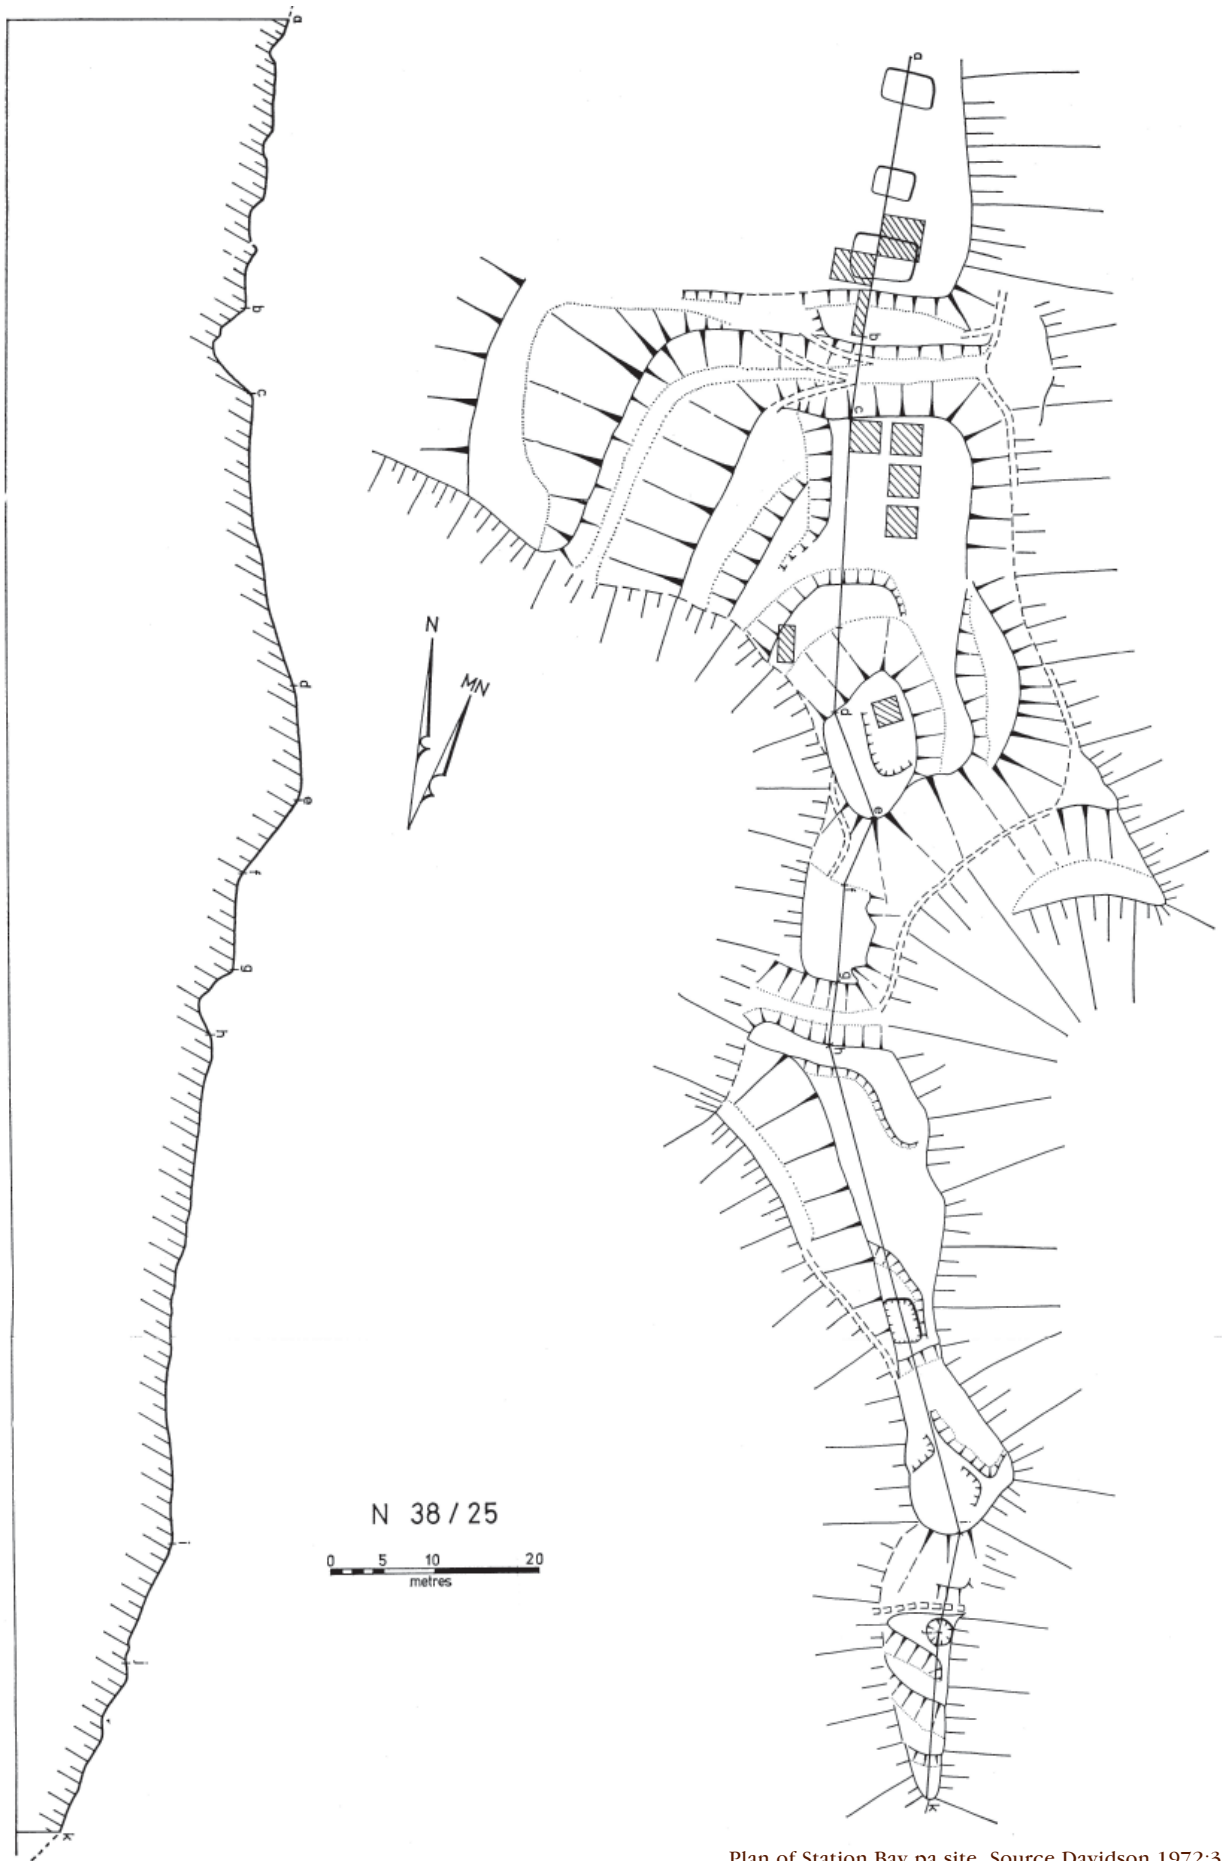 a
b
c
d
e
f
g
h
i
j
k
a
b
c
d
e
f
g
h
i
j
k
N
MN
N 38/25
0 5 10 20
metres
Plan of Station Bay pa site. Source Davidson 1972:3